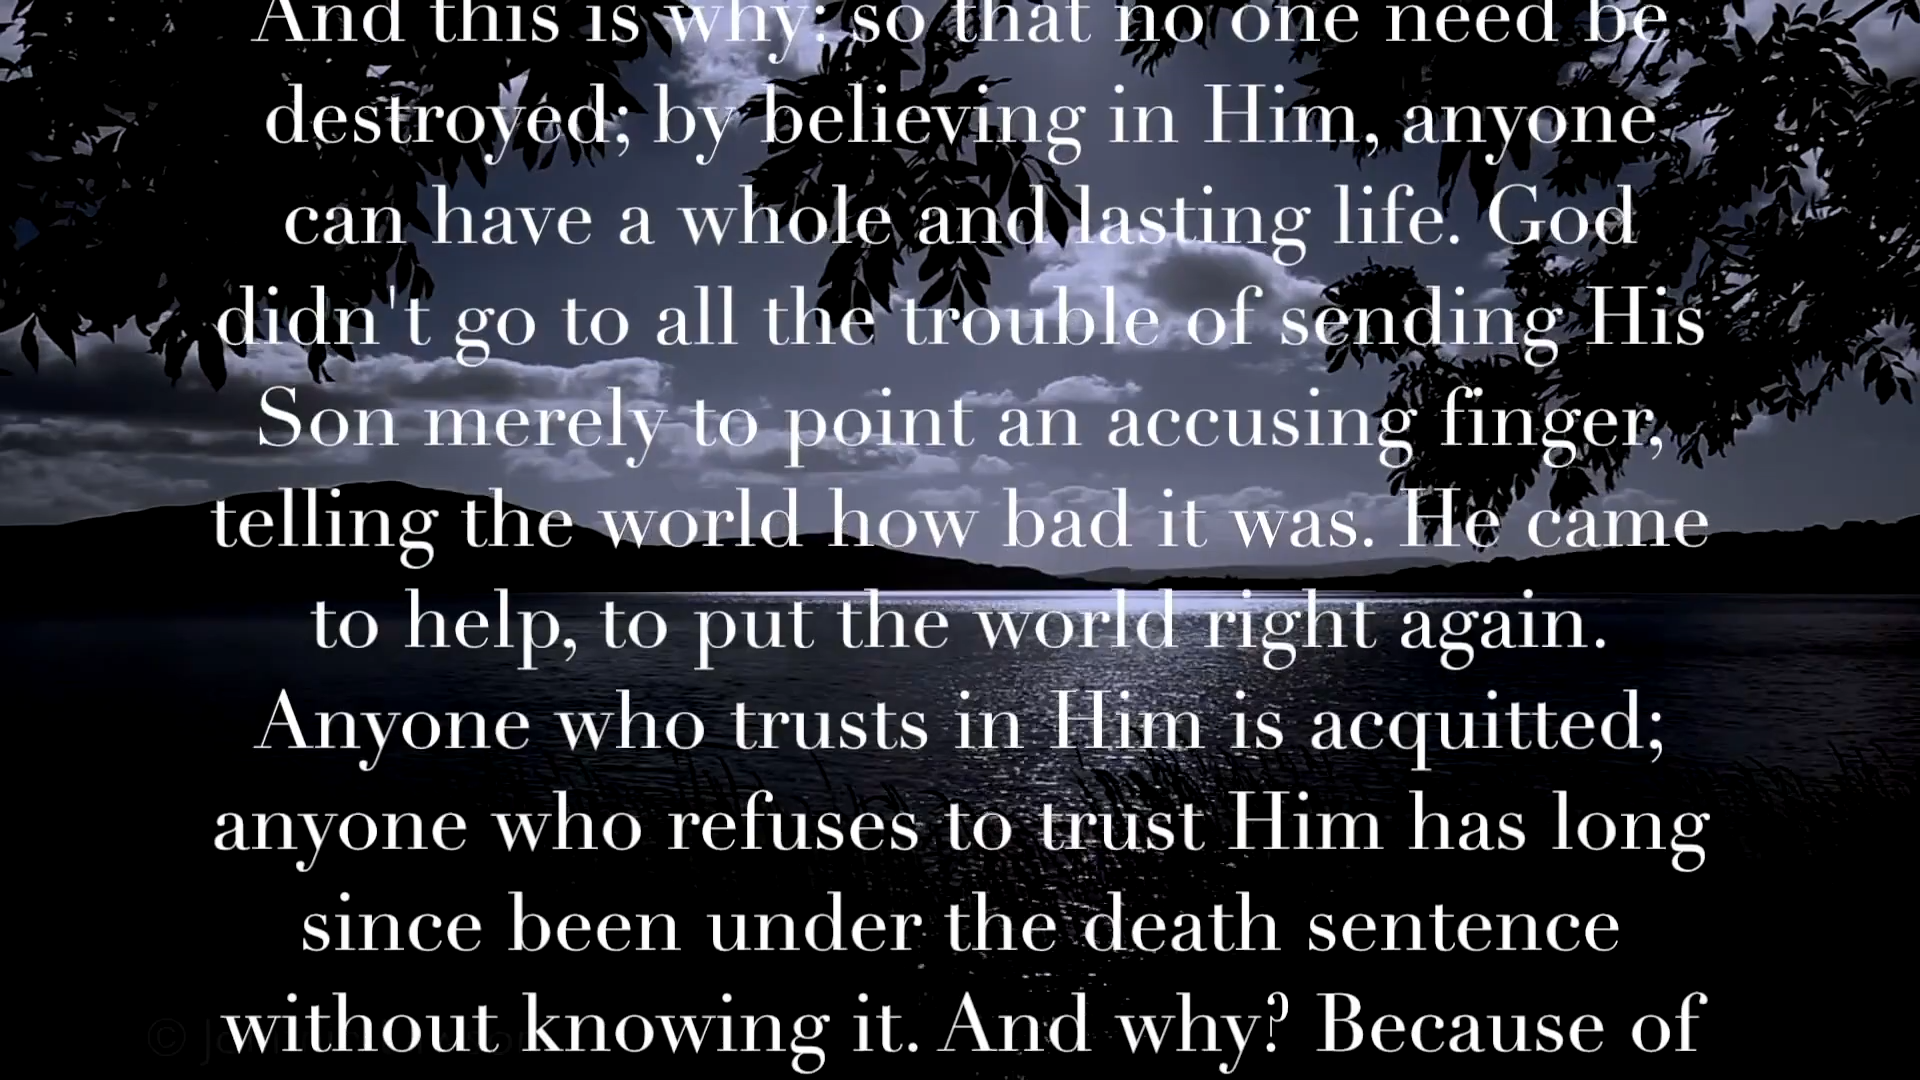 And this is why: so that no one need be
destroyed; by believing in Him, anyone
can have a whole and lasting life. God
didn't go to all the trouble of sending His
Son merely to point an accusing finger,
telling the world how bad it was. He came
to help, to put the world right again.
Anyone who trusts in Him is acquitted;
anyone who refuses to trust Him has long
since been under the death sentence
without knowing it. And why? Because of